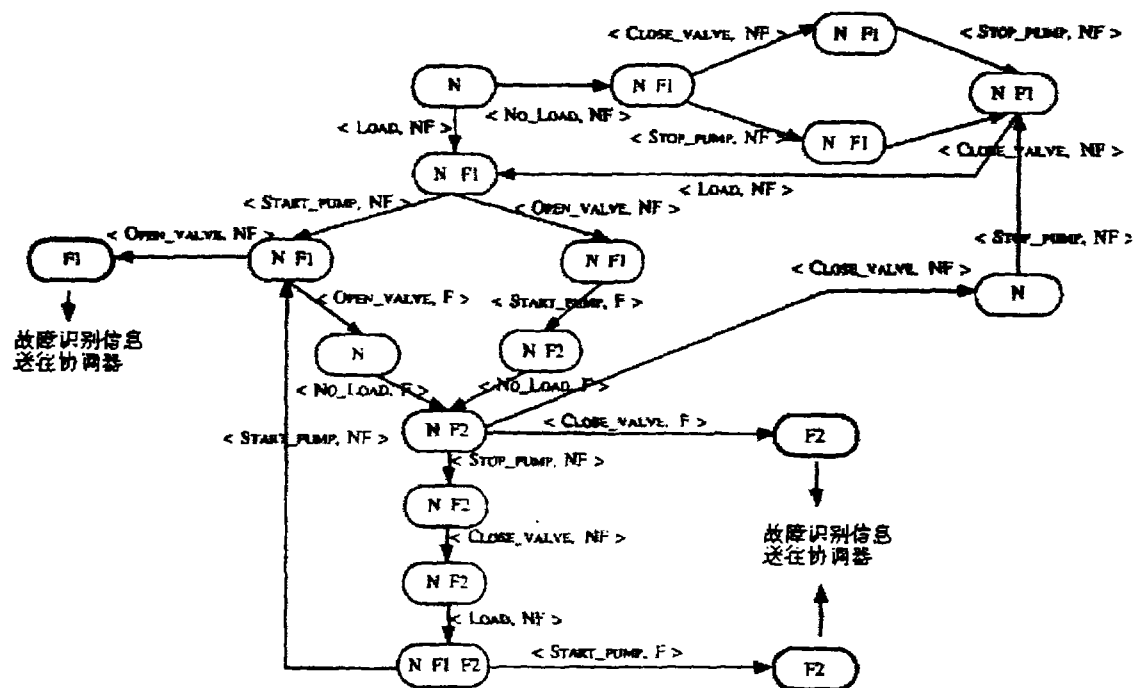 < CLOSE_VALVE, NF >
N F1
< STOP_PUMP, NF >
N
N F1
N F1
< NO_LOAD, NF >
< LOAD, NF >
< STOP_PUMP, NF >
N F1
< CLOSE_VALVE, NF >
N F1
< LOAD, NF >
< START_PUMP, NF >
< OPEN_VALVE, NF >
< OPEN_VALVE, NF >
< STOP_PUMP, NF >
F1
N F1
N F1
< CLOSE_VALVE, NF >
< OPEN_VALVE, F >
< START_PUMP, F >
N
故障识别信息
送往协调器
N
N F2
< NO_LOAD, F >
< NO_LOAD, F >
< CLOSE_VALVE, F >
< START_PUMP, NF >
N F2
F2
< STOP_PUMP, NF >
N F2
故障识别信息
送往协调器
< CLOSE_VALVE, NF >
N F2
< LOAD, NF >
< START_PUMP, F >
N F1 F2
F2